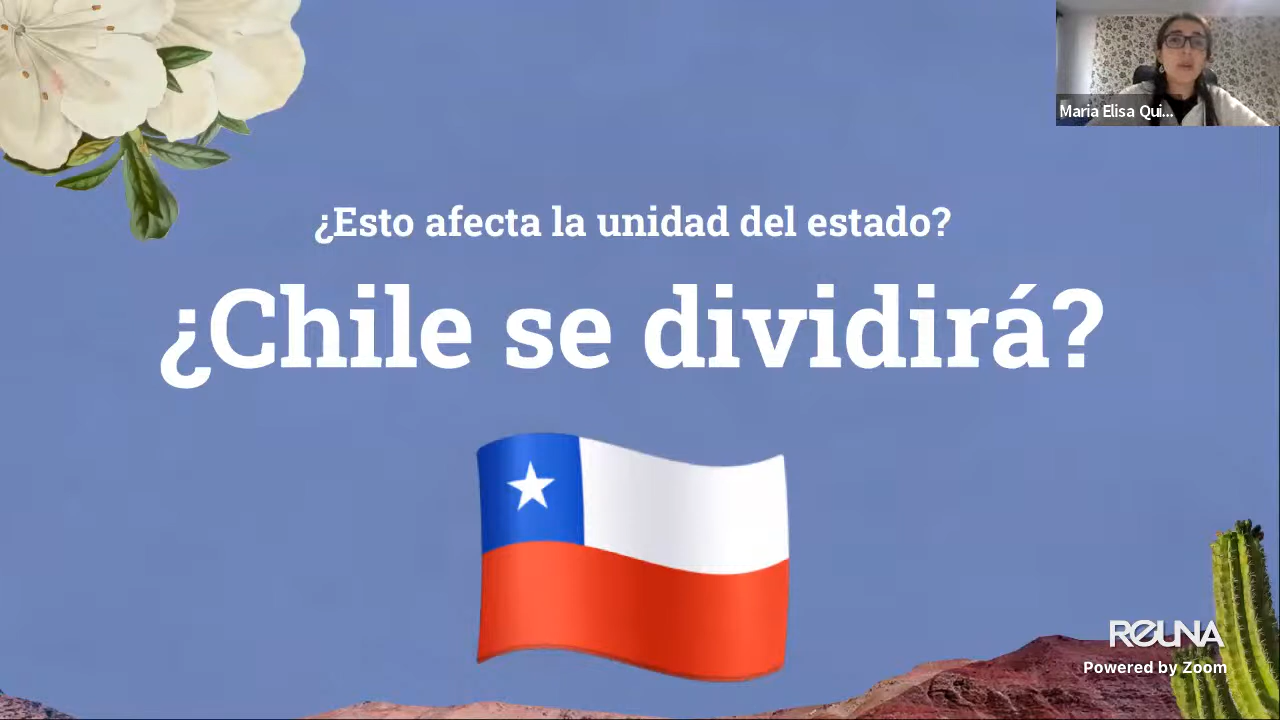 Maria Elisa Qui...
¿Esto afecta la unidad del estado?
¿Chile se dividirá?
REUNA
Powered by Zoom